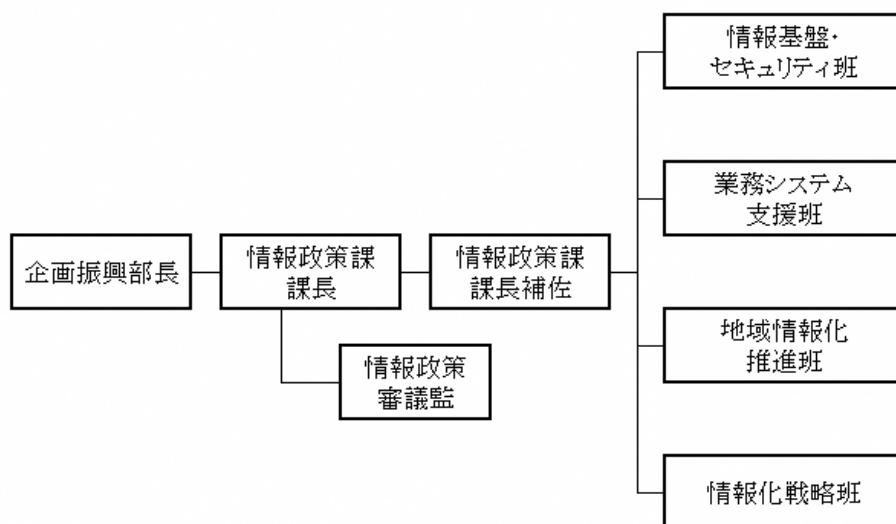 企画振興部長
情報政策課
課長
情報政策
審議監
情報政策課
課長補佐
情報基盤・
セキュリティ班
業務システム
支援班
地域情報化
推進班
情報化戦略班